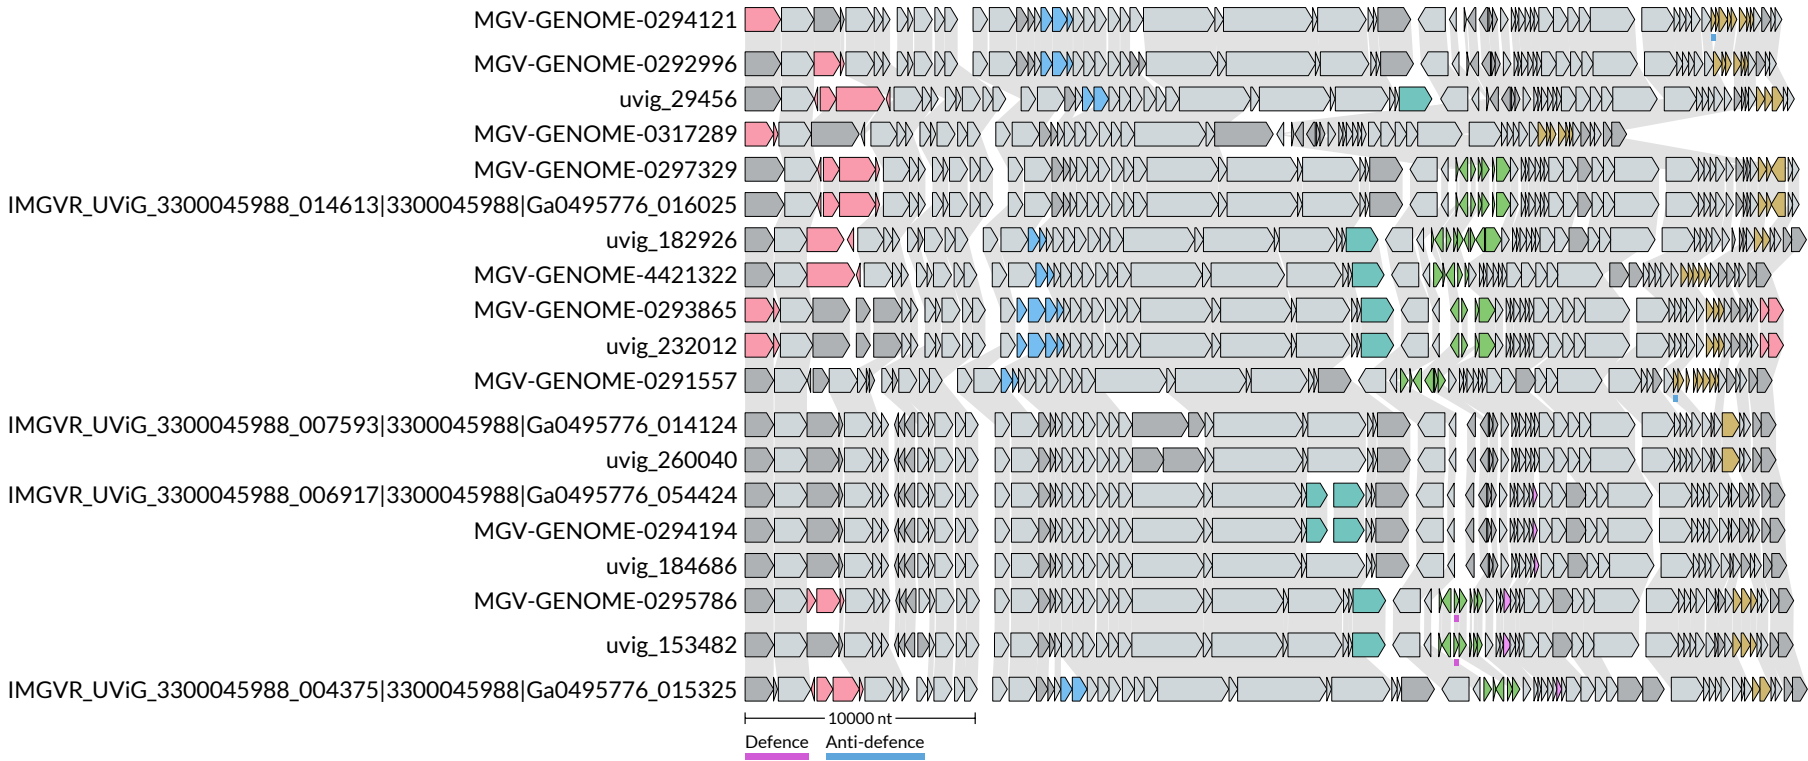 MGV-GENOME-0294121
MGV-GENOME-0292996
uvig_29456
MGV-GENOME-0317289
MGV-GENOME-0297329
IMGVR_UViG_3300045988_014613|3300045988|Ga0495776_016025
uvig_182926
MGV-GENOME-4421322
MGV-GENOME-0293865
uvig_232012
MGV-GENOME-0291557
IMGVR_UViG_3300045988_007593|3300045988|Ga0495776_014124
uvig_260040
IMGVR_UViG_3300045988_006917|3300045988|Ga0495776_054424
MGV-GENOME-0294194
uvig_184686
MGV-GENOME-0295786
uvig_153482
IMGVR_UViG_3300045988_004375|3300045988|Ga0495776_015325
10000 nt
Defence Anti-defence